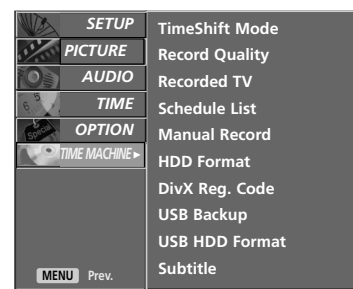 SETUP
PICTURE
AUDIO
TIME
OPTION
TIME MACHINE ►
MENU Prev.
TimeShift Mode
Record Quality
Recorded TV
Schedule List
Manual Record
HDD Format
DivX Reg. Code
USB Backup
USB HDD Format
Subtitle